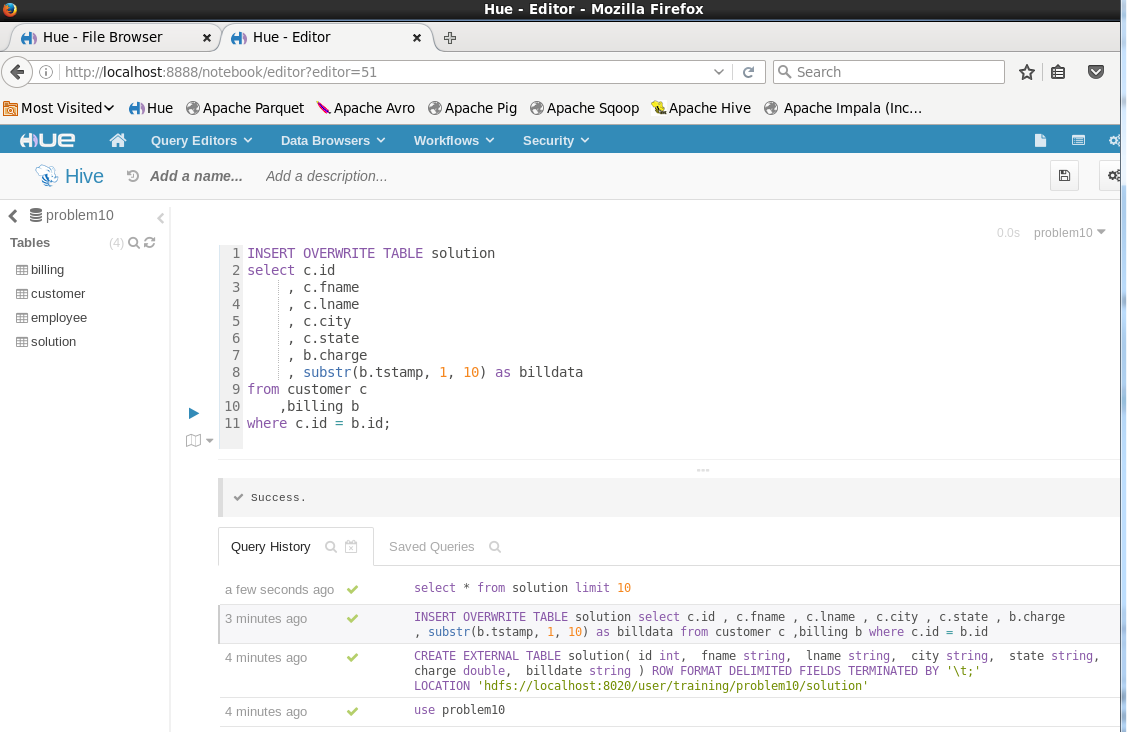 Hue - Editor - Mozilla Firefox
Hue - File Browser × Hue - Editor ×
http://localhost:8888/notebook/editor?editor=51 Search
Most Visited Hue Apache Parquet Apache Avro Apache Pig Apache Sqoop Apache Hive Apache Impala (Inc...
HUE Query Editors Data Browsers Workflows Security
Hive Add a name... Add a description...
problem10
Tables (4)
billing
customer
employee
solution
0.0s problem10
1 INSERT OVERWRITE TABLE solution
2 select c.id
3 , c.fname
4 , c.lname
5 , c.city
6 , c.state
7 , b.charge
8 , substr(b.tstamp, 1, 10) as billdata
9 from customer c
10 ,billing b
11 where c.id = b.id;
Success.
Query History Saved Queries
a few seconds ago select * from solution limit 10
3 minutes ago INSERT OVERWRITE TABLE solution select c.id , c.fname , c.lname , c.city , c.state , b.charge
, substr(b.tstamp, 1, 10) as billdata from customer c ,billing b where c.id = b.id
4 minutes ago CREATE EXTERNAL TABLE solution( id int, fname string, lname string, city string, state string,
charge double, billdate string ) ROW FORMAT DELIMITED FIELDS TERMINATED BY '\t;'
LOCATION 'hdfs://localhost:8020/user/training/problem10/solution'
4 minutes ago use problem10